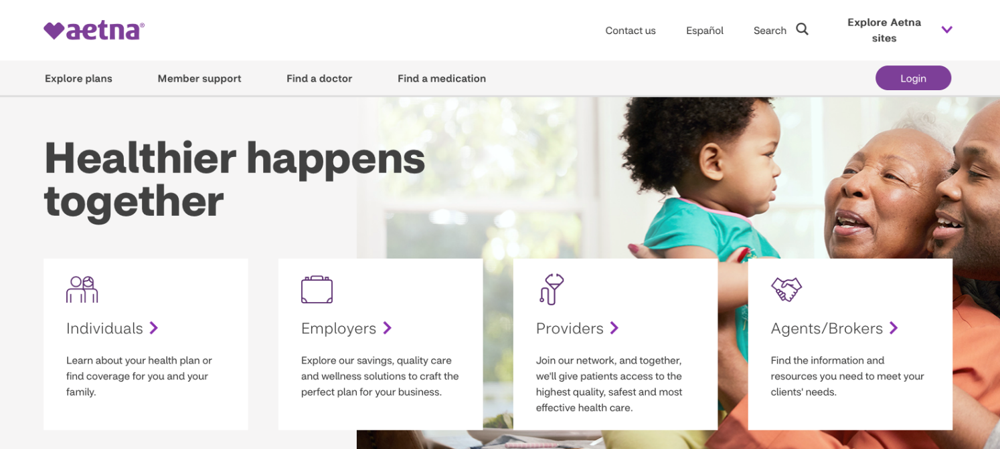 aetna®
Contact us
Español
Search
Explore Aetna
sites
Explore plans
Member support
Find a doctor
Find a medication
Login
Healthier happens
together
Individuals
Learn about your health plan or
find coverage for you and your
family.
Employers
Explore our savings, quality care
and wellness solutions to craft the
perfect plan for your business.
Providers
Join our network, and together,
we'll give patients access to the
highest quality, safest and most
effective health care.
Agents/Brokers
Find the information and
resources you need to meet your
clients' needs.